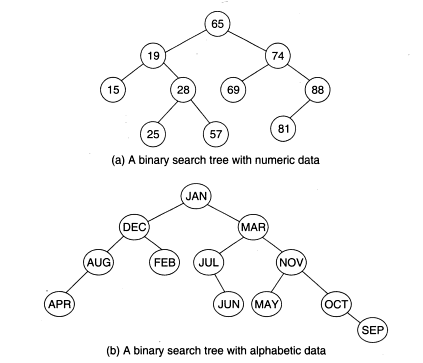 65
19 74
15 28 69 88
25 57 81
(a) A binary search tree with numeric data
JAN
DEC MAR
AUG FEB JUL NOV
APR JUN MAY OCT
SEP
(b) A binary search tree with alphabetic data